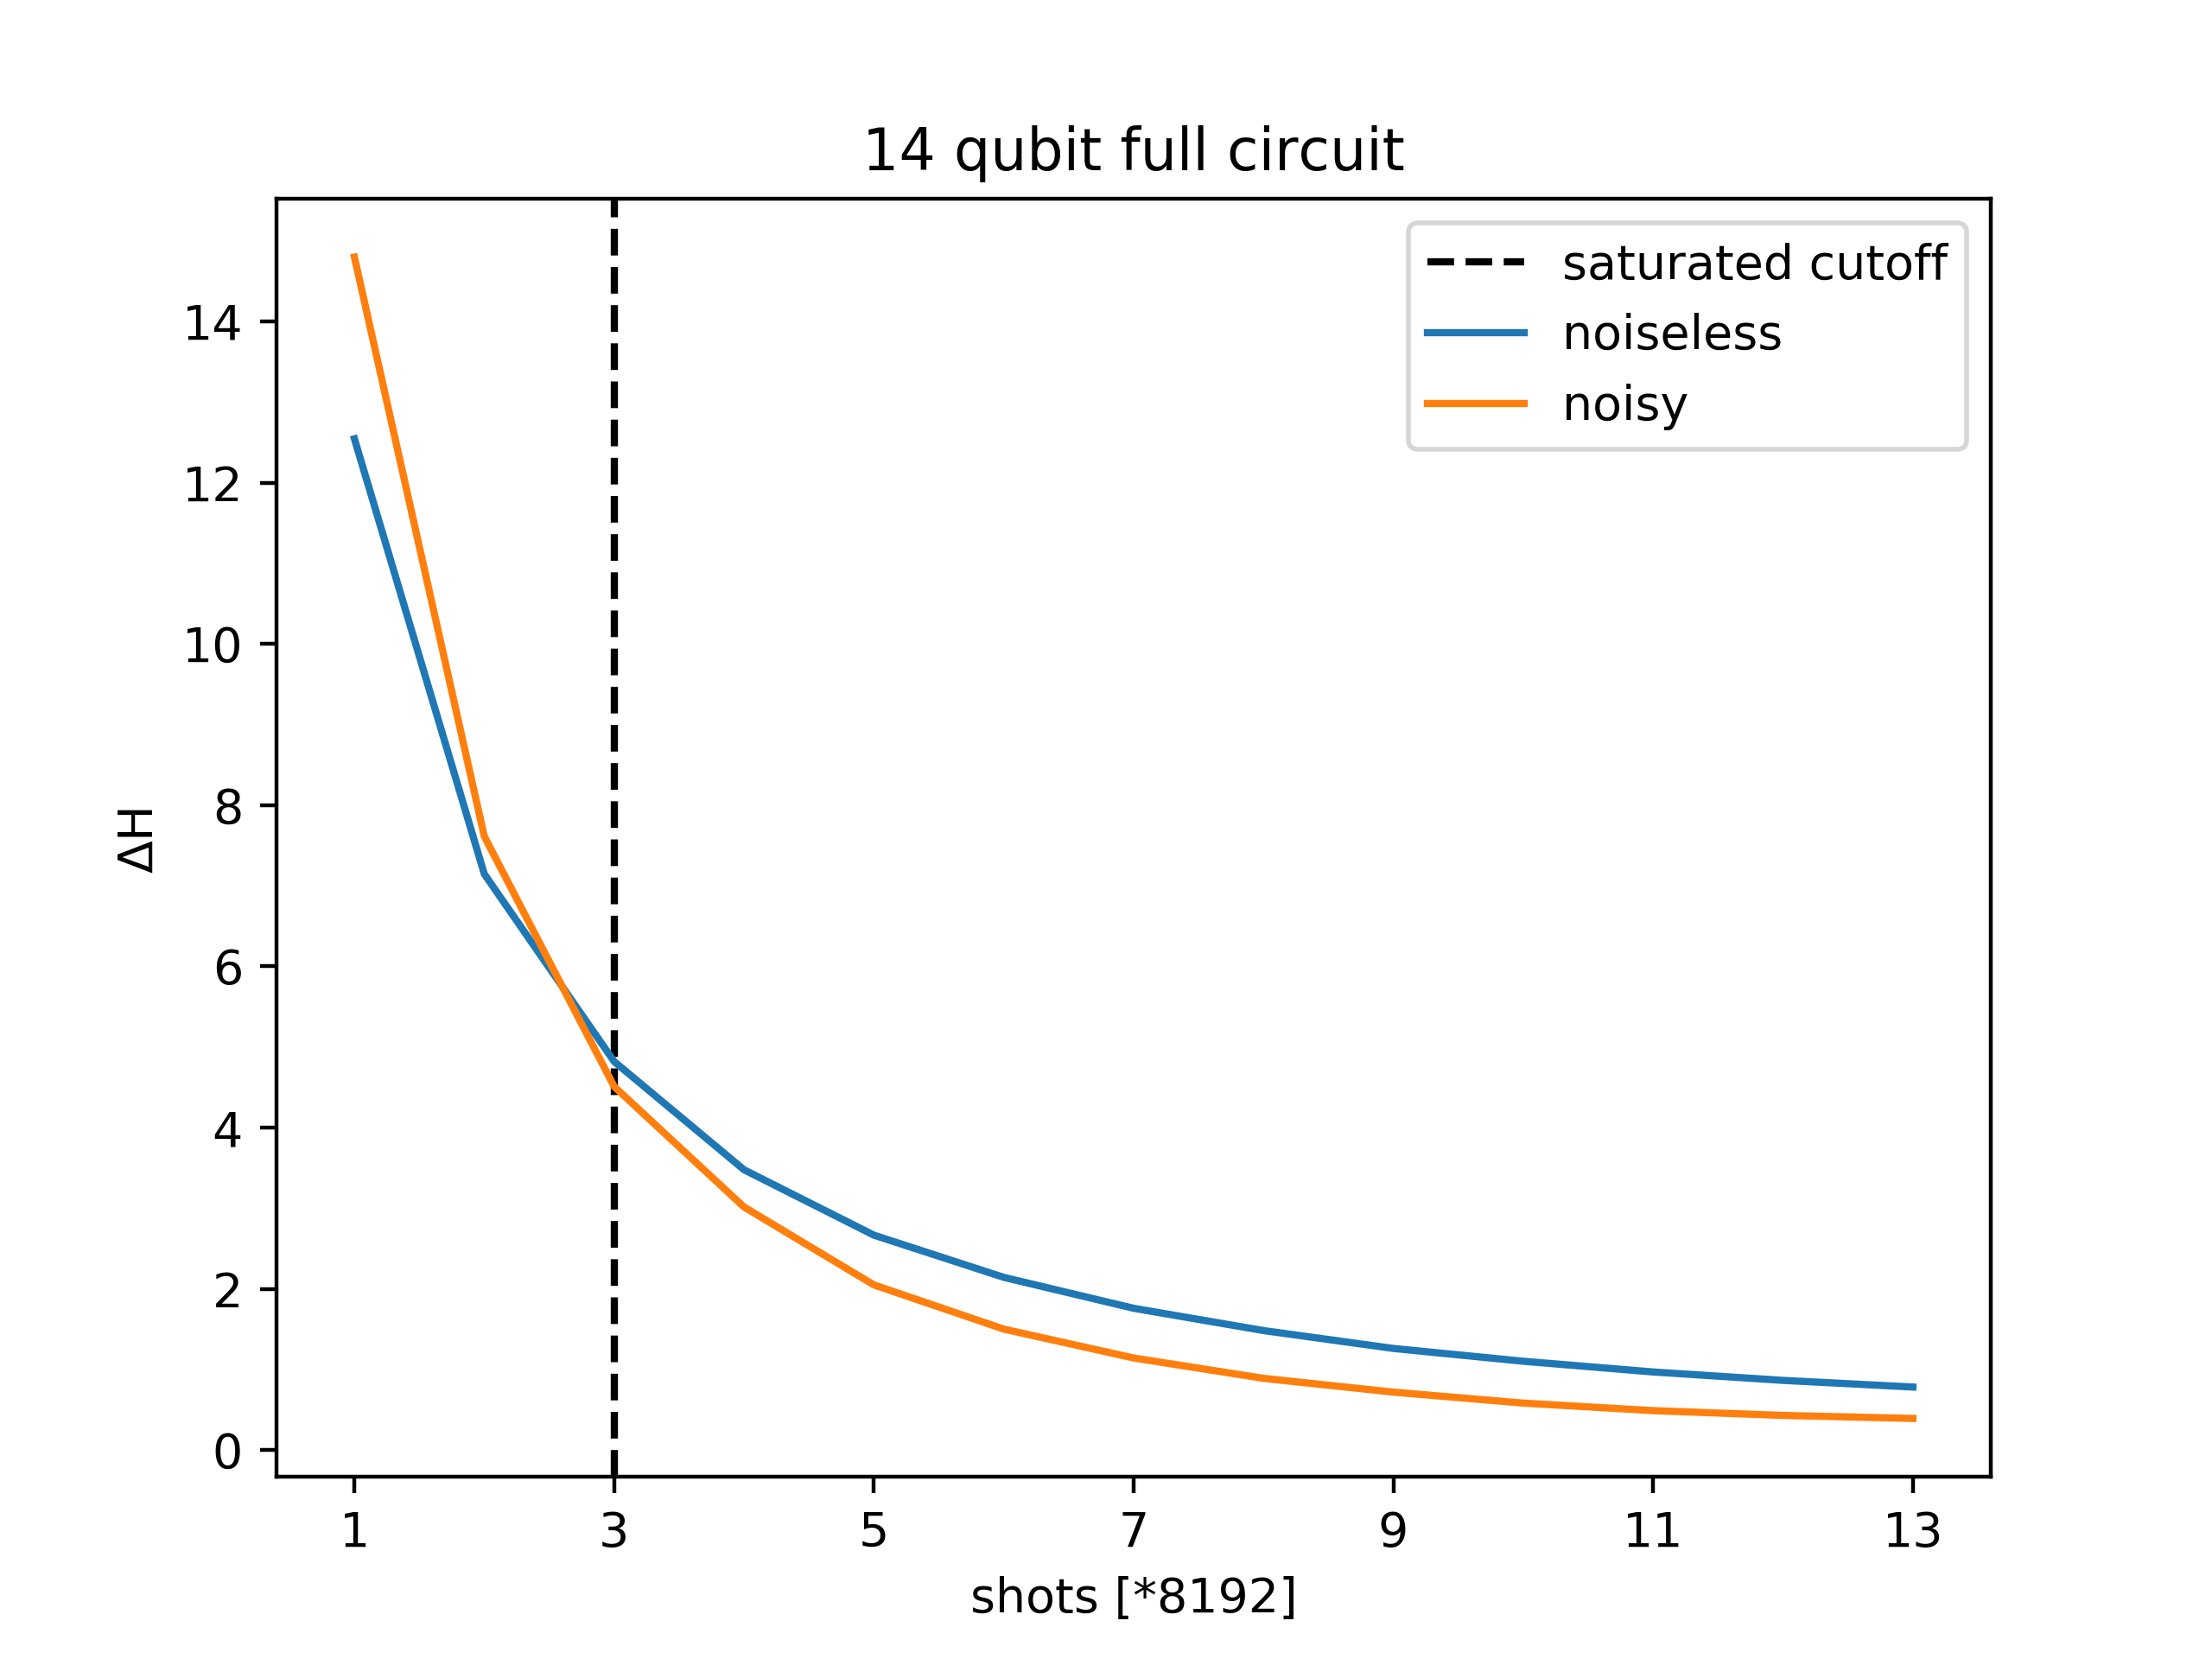 14 qubit full circuit
saturated cutoff
noiseless
noisy
14
12
10
8
6
4
2
0
ΔH
1 3 5 7 9 11 13
shots [*8192]